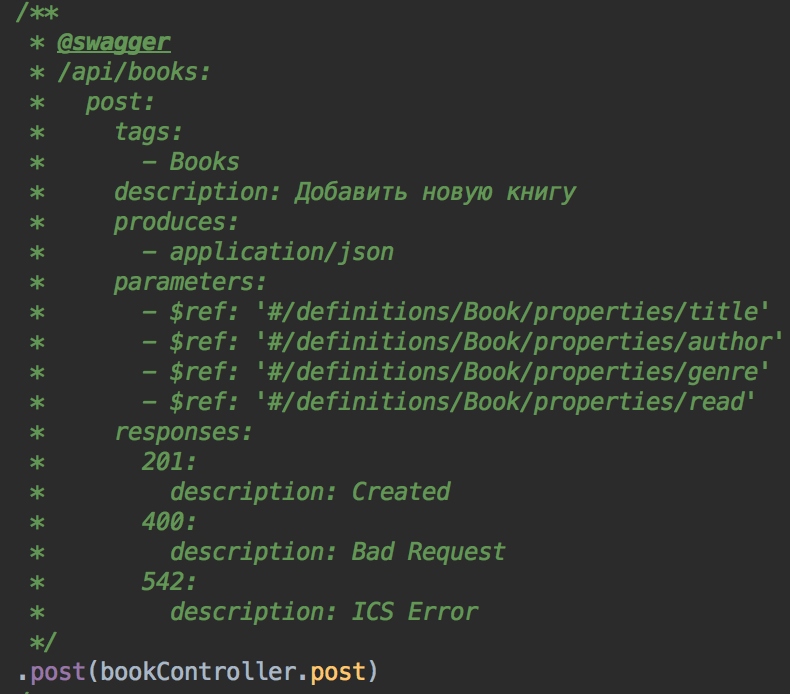 /**
 * @swagger
 * /api/books:
 *   post:
 *     tags:
 *       - Books
 *     description: Добавить новую книгу
 *     produces:
 *       - application/json
 *     parameters:
 *       - $ref: '#/definitions/Book/properties/title'
 *       - $ref: '#/definitions/Book/properties/author'
 *       - $ref: '#/definitions/Book/properties/genre'
 *       - $ref: '#/definitions/Book/properties/read'
 *     responses:
 *       201:
 *         description: Created
 *       400:
 *         description: Bad Request
 *       542:
 *         description: ICS Error
 */
.post(bookController.post)